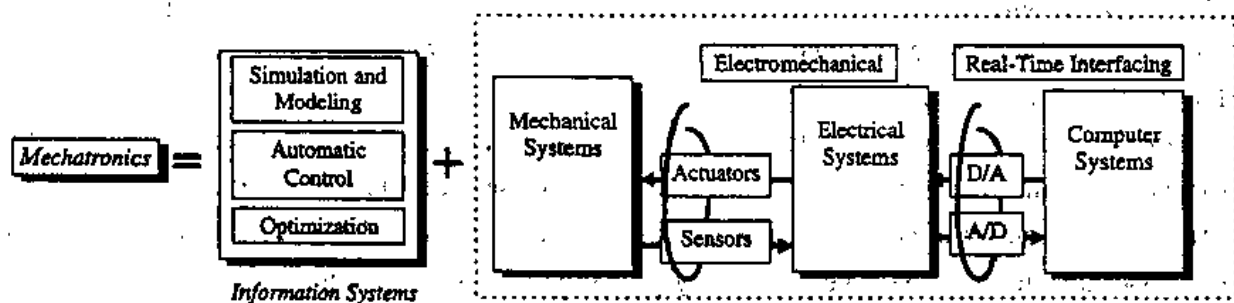 Mechatronics
=
Simulation and
Modeling
Automatic
Control
Optimization
Information Systems
+
Electromechanical
Real-Time Interfacing
Mechanical
Systems
Actuators
Sensors
Electrical
Systems
D/A
A/D
Computer
Systems